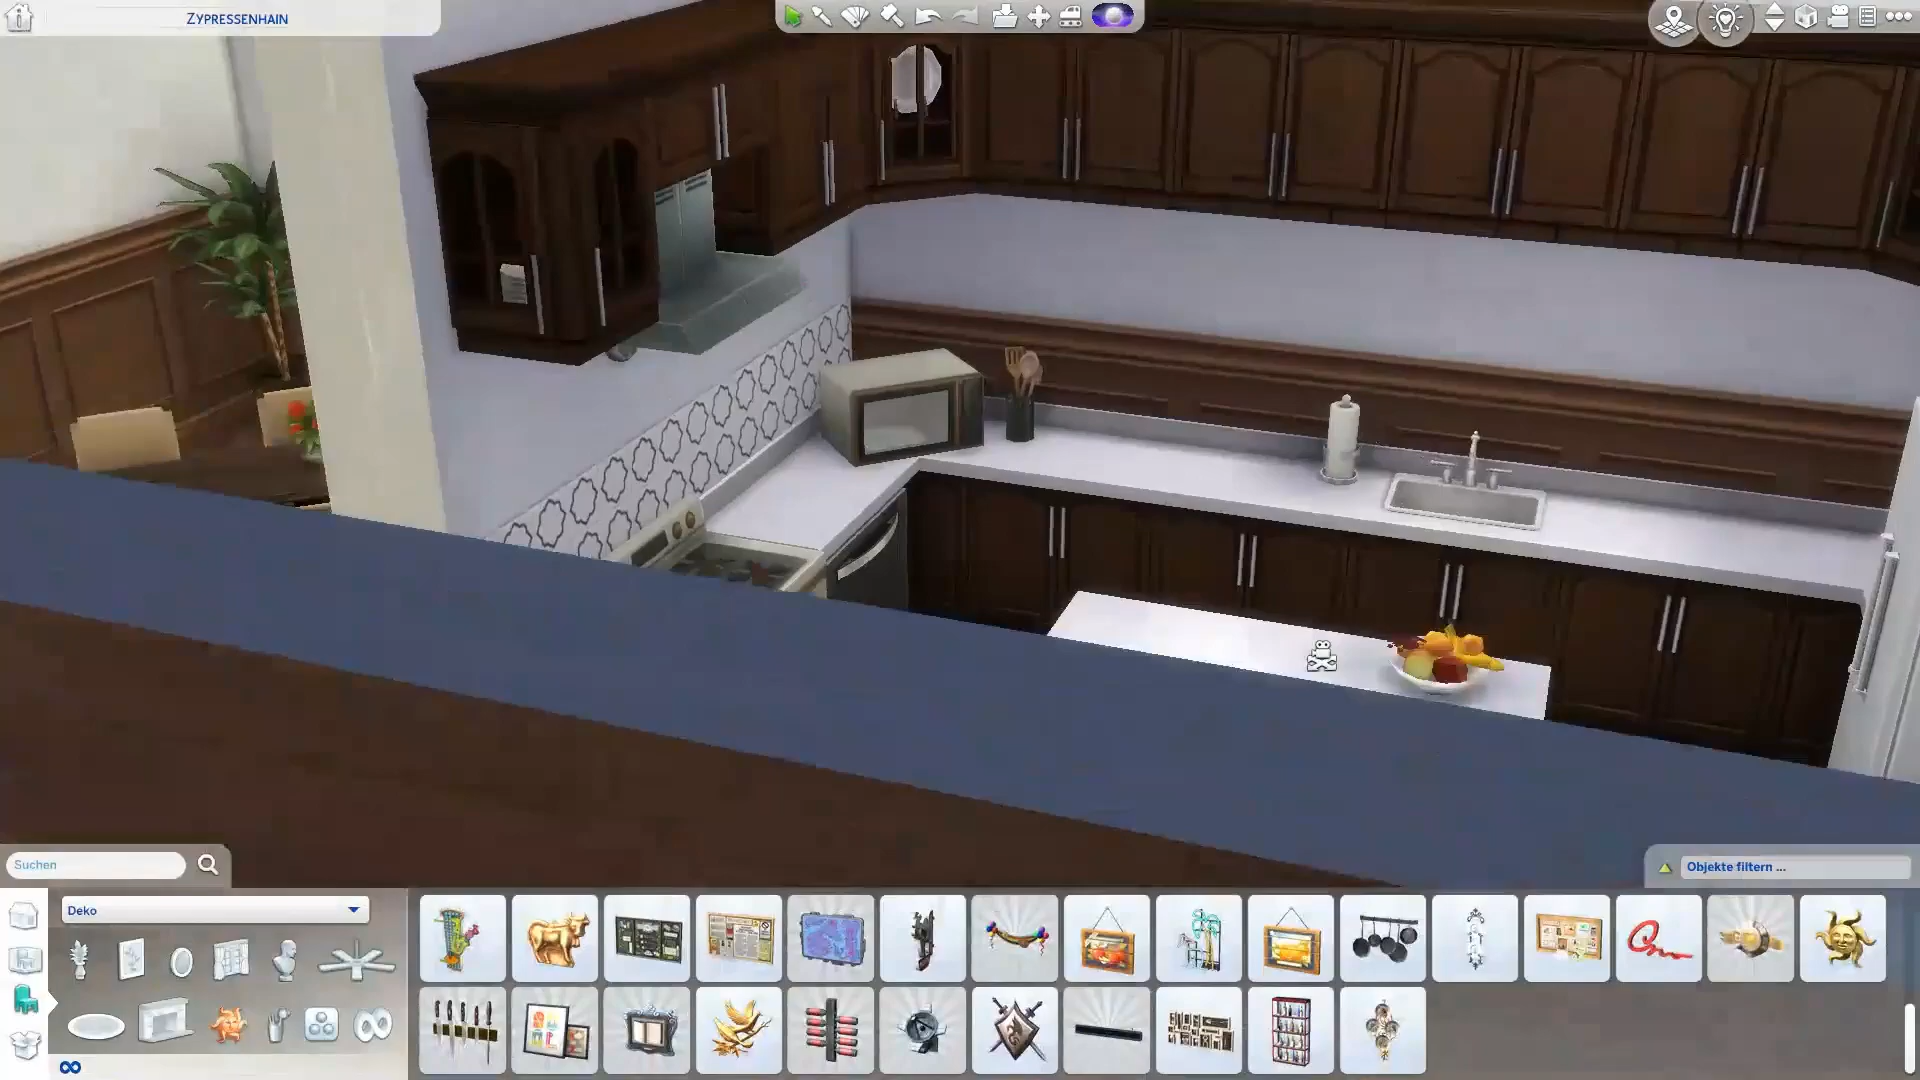 Zypressenhain
Suchen
Objekte filtern ...
Deko